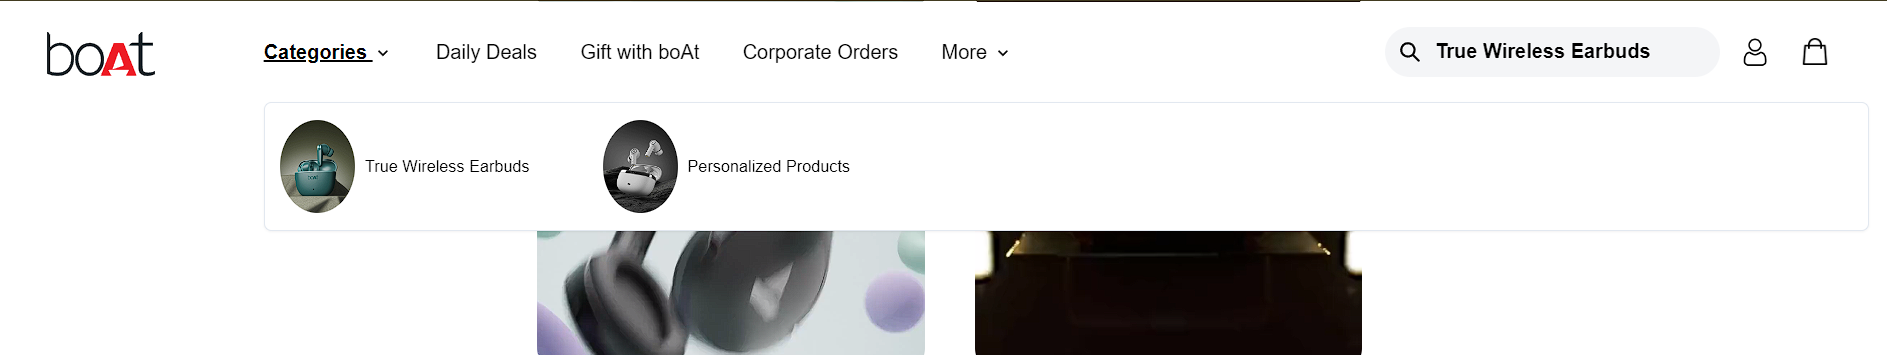 boAt
Categories
Daily Deals
Gift with boAt
Corporate Orders
More
True Wireless Earbuds
True Wireless Earbuds
Personalized Products